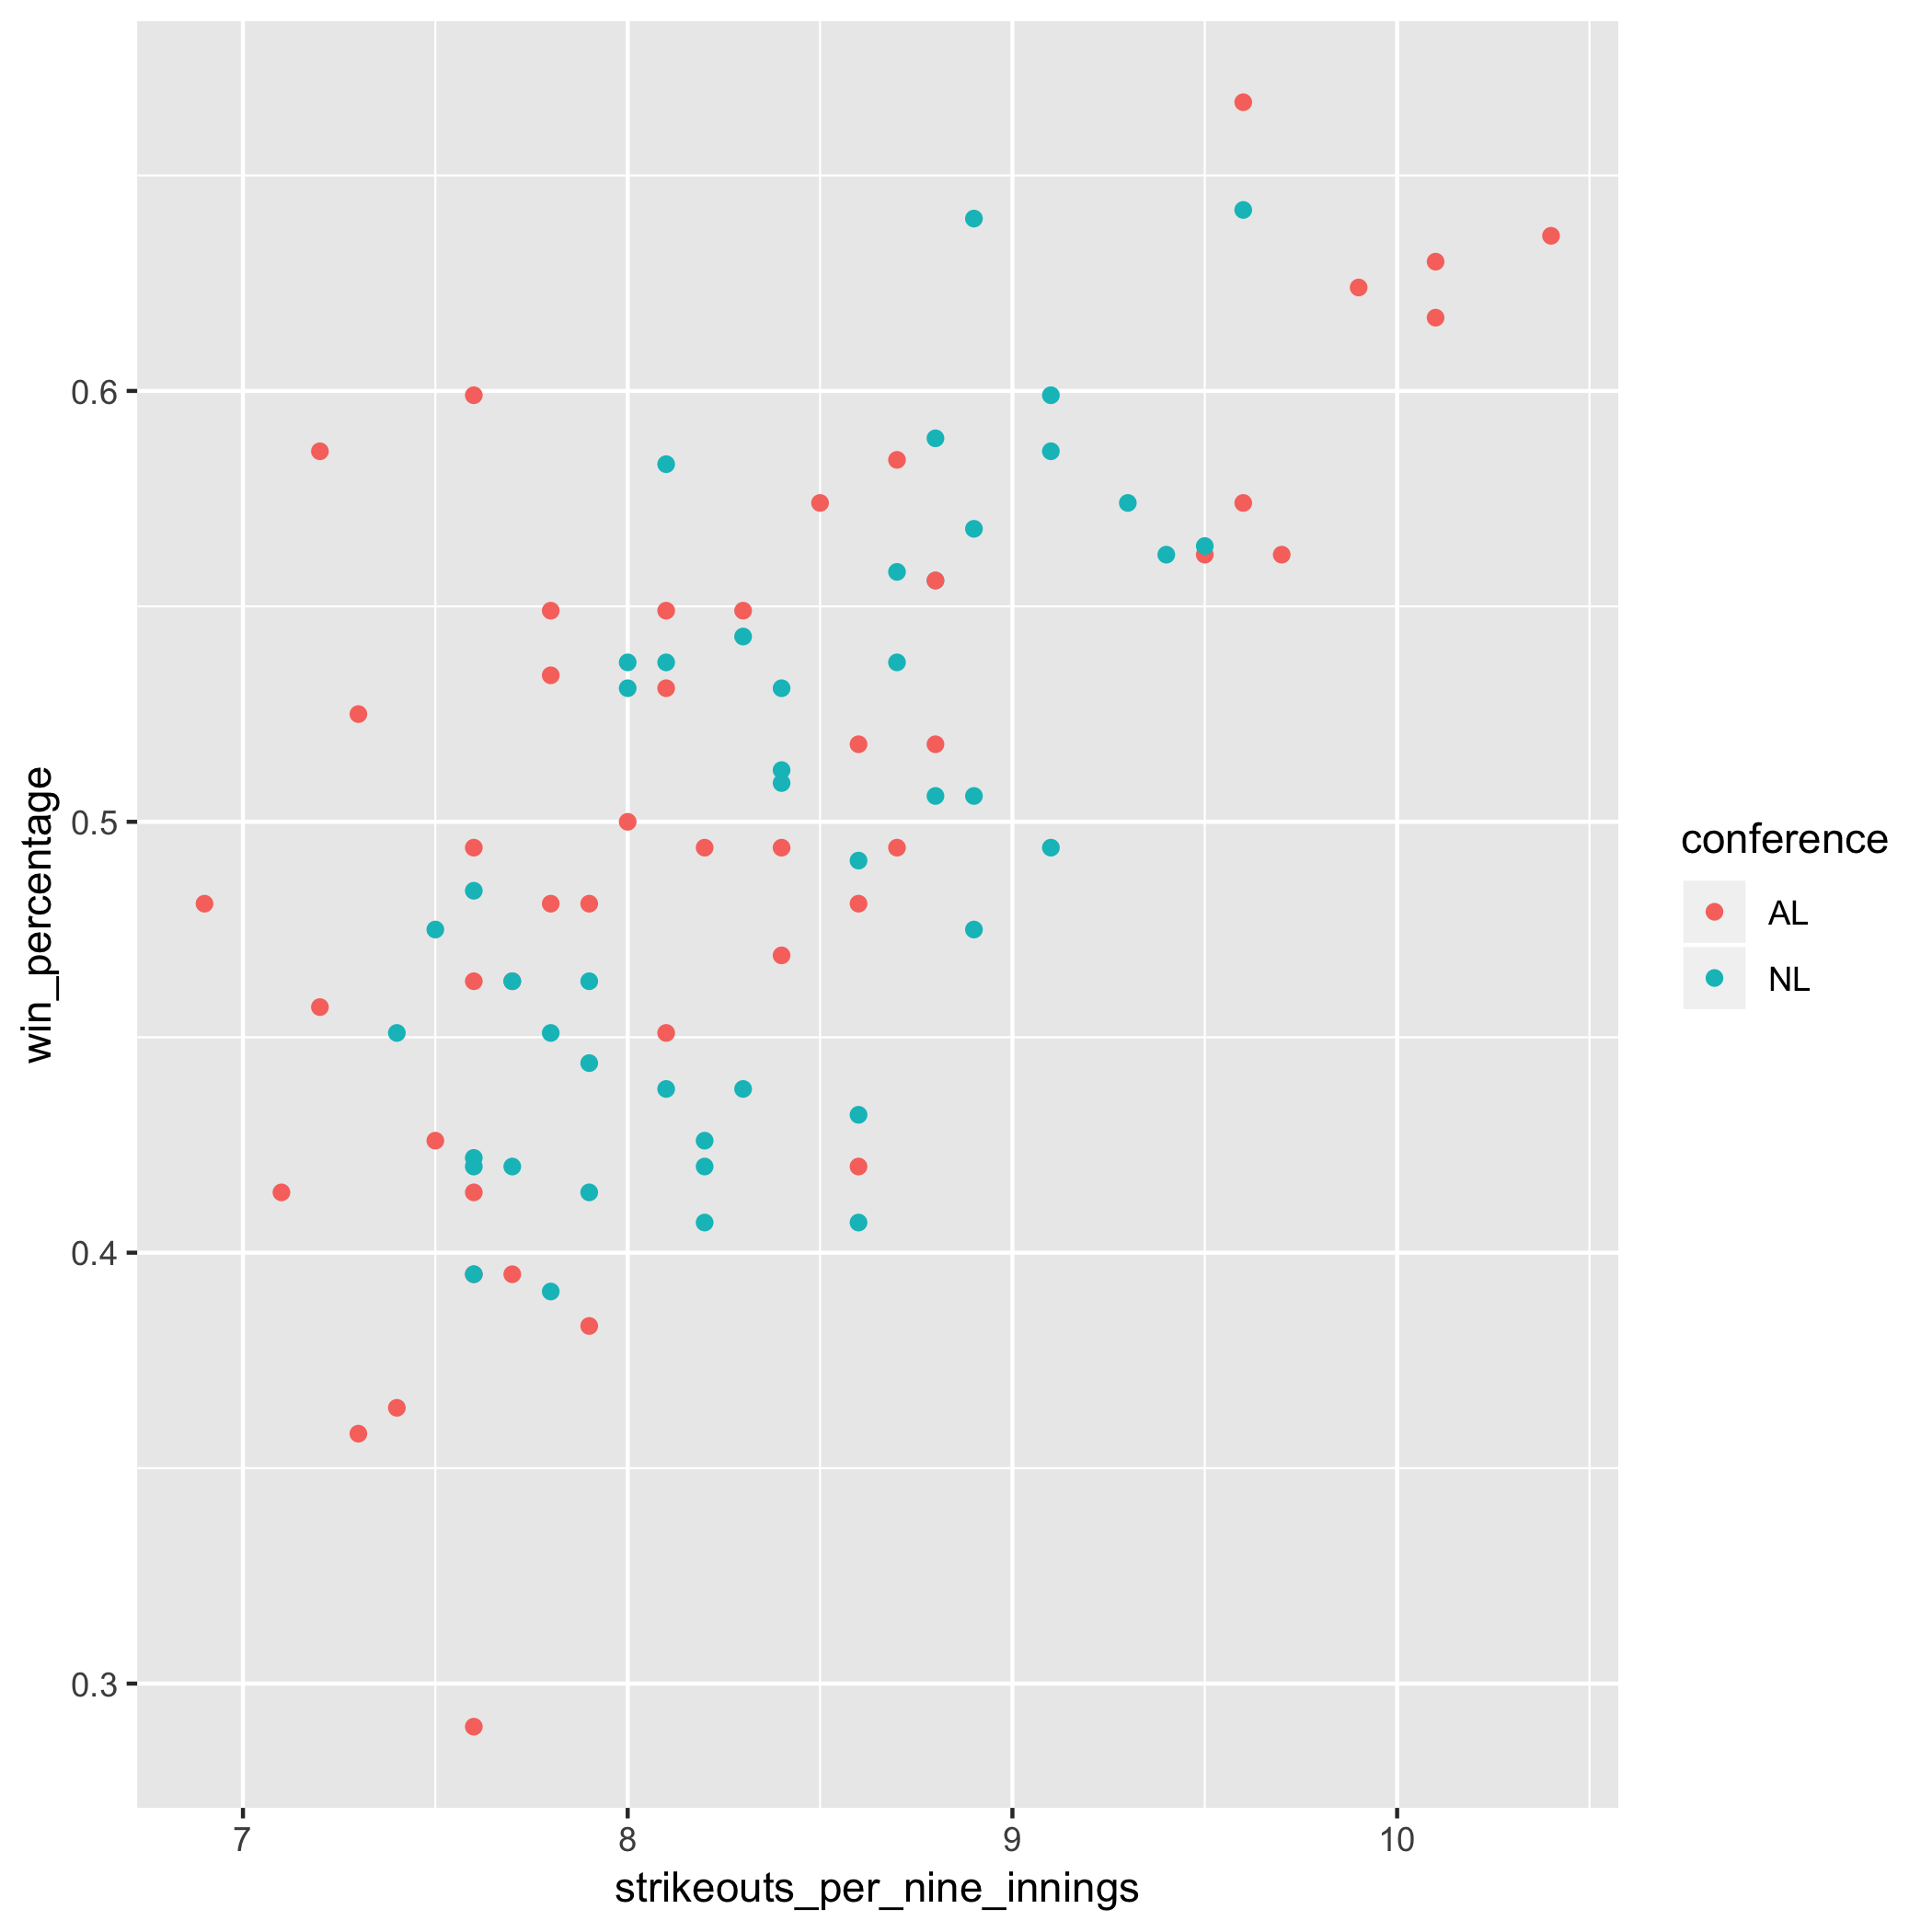 win_percentage
0.6
0.5
0.4
0.3
7 8 9 10
strikeouts_per_nine_innings
conference
AL
NL